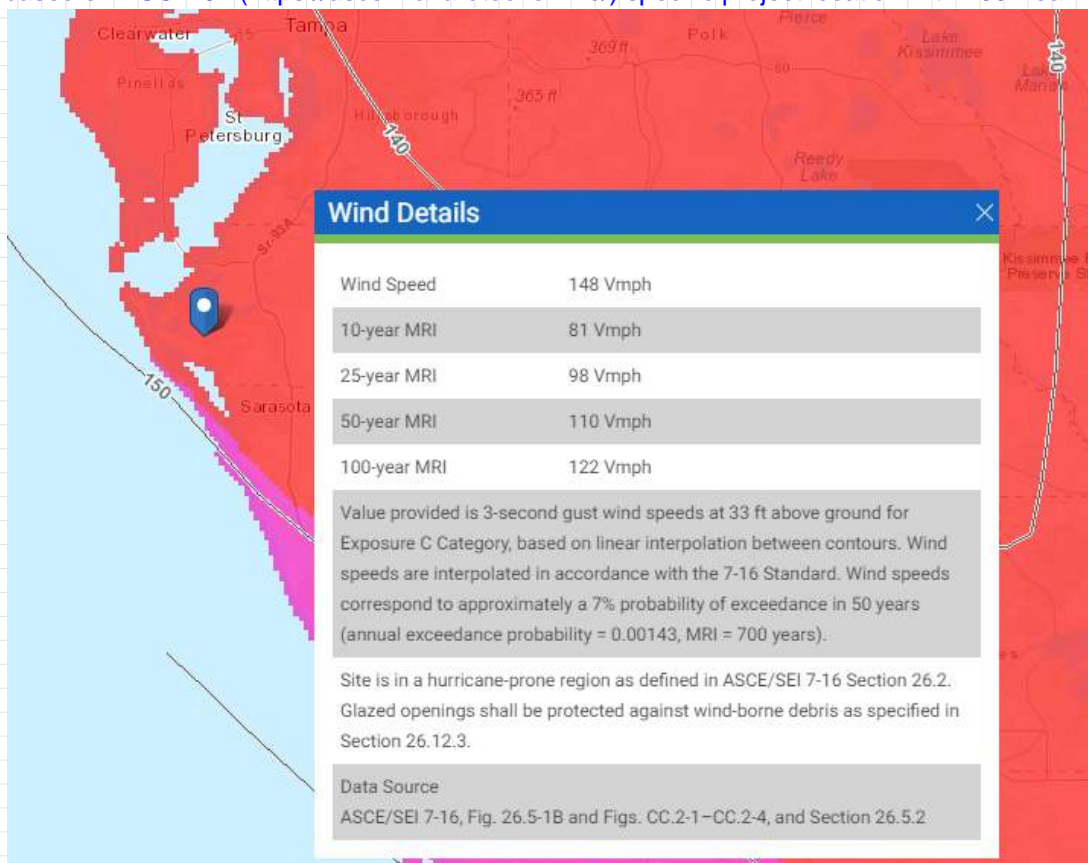 Clearwater
Tampa
Pierce
Polk
Lake
Kissimmee
369 ft
60
140
Pinellas
St
Petersburg
365 ft
Hillsborough
140
Reedy
Lake
Wind Details
Wind Speed 148 Vmph
10-year MRI 81 Vmph
25-year MRI 98 Vmph
50-year MRI 110 Vmph
100-year MRI 122 Vmph
Value provided is 3-second gust wind speeds at 33 ft above ground for
Exposure C Category, based on linear interpolation between contours. Wind
speeds are interpolated in accordance with the 7-16 Standard. Wind speeds
correspond to approximately a 7% probability of exceedance in 50 years
(annual exceedance probability = 0.00143, MRI = 700 years).
Site is in a hurricane-prone region as defined in ASCE/SEI 7-16 Section 26.2.
Glazed openings shall be protected against wind-borne debris as specified in
Section 26.12.3.
Data Source
ASCE/SEI 7-16, Fig. 26.5-1B and Figs. CC.2-1–CC.2-4, and Section 26.5.2
150
Sarasota